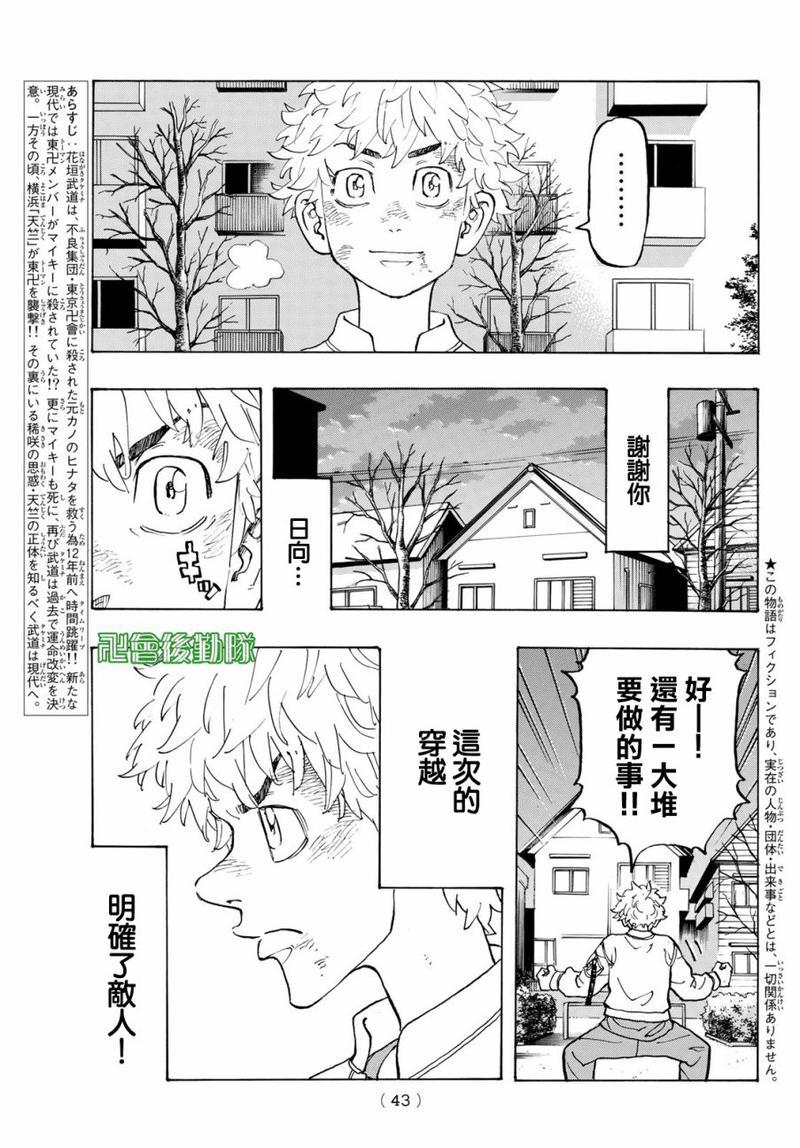 ………
謝謝你
日向…
キッ
好ー!
還有一大堆
要做的事!!
這次的
穿越
明確了敵人!
卍會後勤隊
★この物語はフィクションであり、実在の人物・団体・出来事などとは、一切関係ありません。
あらすじ:花垣武道は、不良集団・東京卍會に殺された元カノのヒナタを救う為12年前へ時間跳躍!! 新たな
現代では東卍メンバーがマイキーに殺されていた!? 更にマイキーも死に、再び武道は過去で運命改変を決
意。一方その頃、横浜「天竺」が東卍を襲撃!! その裏にいる稀咲の思惑・天竺の正体を知るべく武道は現代へ。
(43)